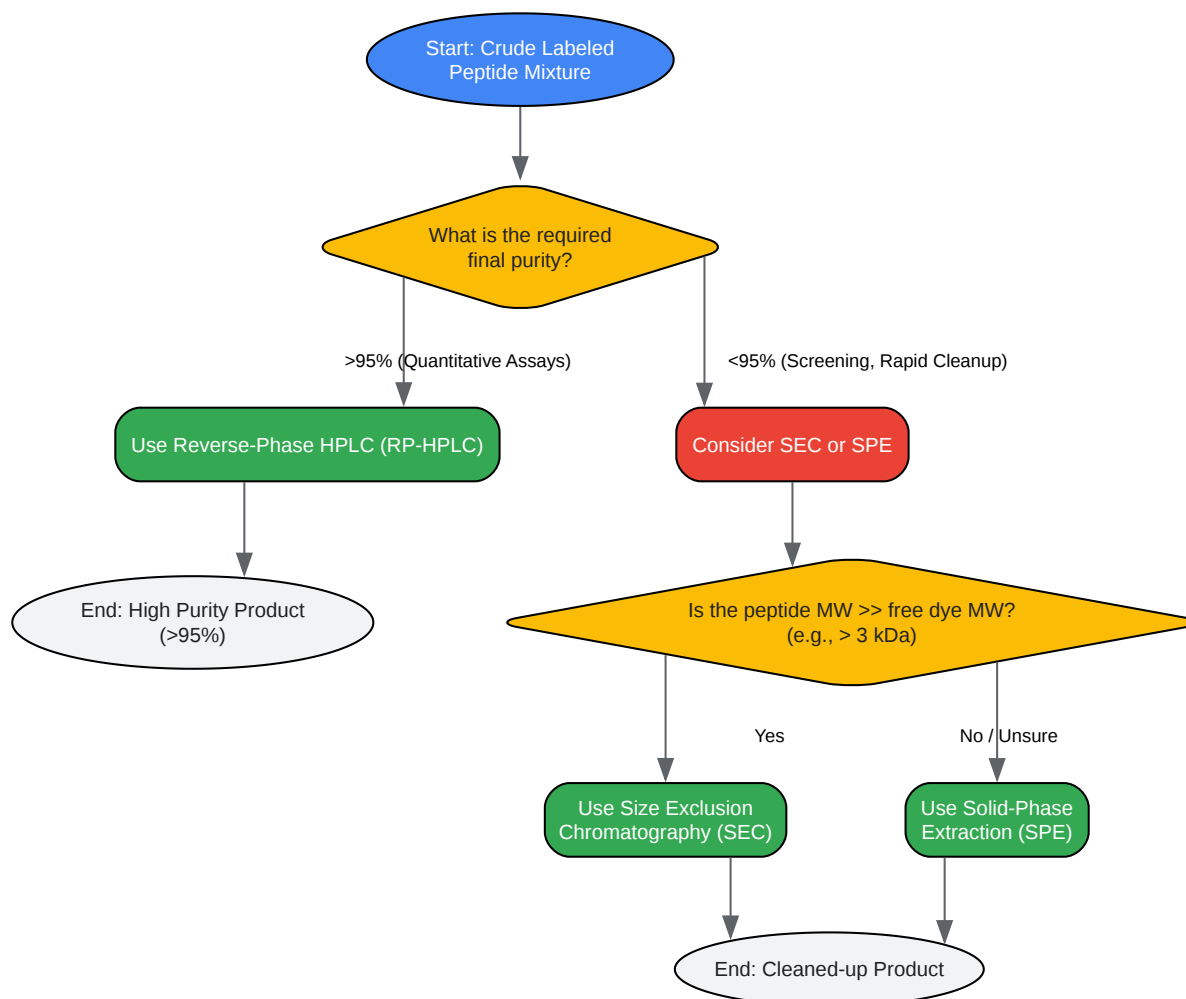 Start: Crude Labeled
Peptide Mixture
What is the required
final purity?
>95% (Quantitative Assays)
<95% (Screening, Rapid Cleanup)
Use Reverse-Phase HPLC (RP-HPLC)
Consider SEC or SPE
End: High Purity Product
(>95%)
Is the peptide MW >> free dye MW?
(e.g., > 3 kDa)
Yes
No / Unsure
Use Size Exclusion
Chromatography (SEC)
Use Solid-Phase
Extraction (SPE)
End: Cleaned-up Product